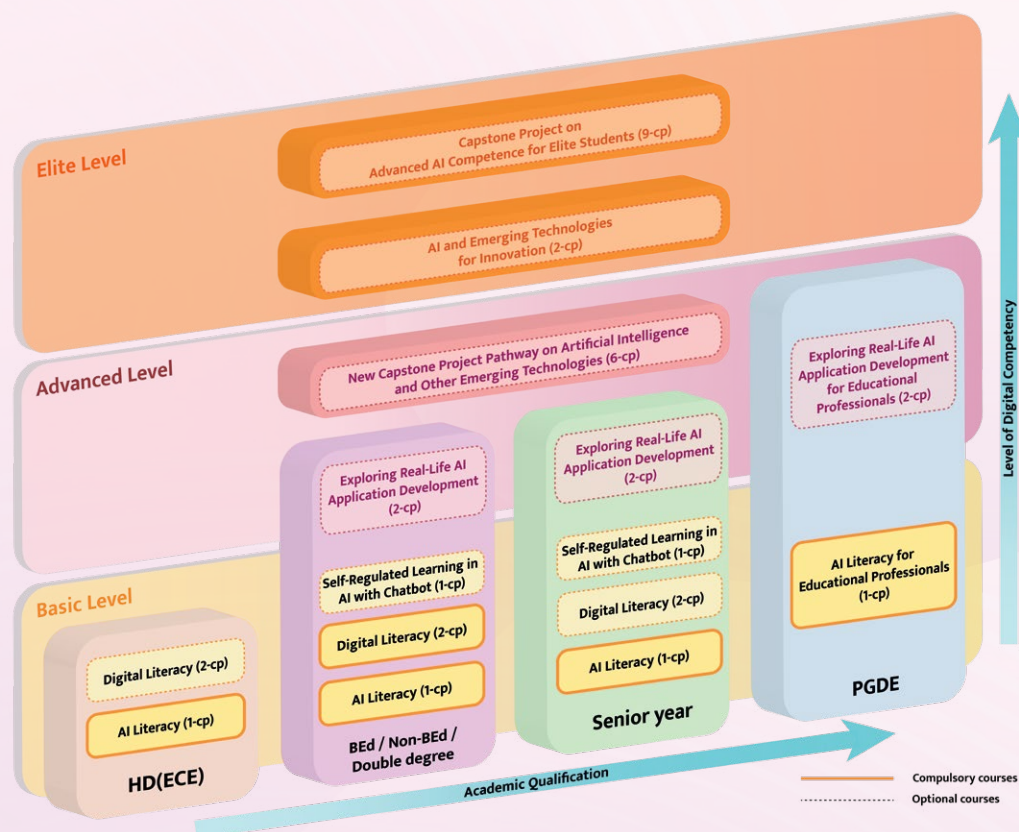 Elite Level
Capstone Project on
Advanced AI Competence for Elite Students (9-cp)
AI and Emerging Technologies
for Innovation (2-cp)
Advanced Level
New Capstone Project Pathway on Artificial Intelligence
and Other Emerging Technologies (6-cp)
Basic Level
Digital Literacy (2-cp)
AI Literacy (1-cp)
HD(ECE)
Exploring Real-Life AI
Application Development
(2-cp)
Self-Regulated Learning in
AI with Chatbot (1-cp)
Digital Literacy (2-cp)
AI Literacy (1-cp)
BEd / Non-BEd /
Double degree
Exploring Real-Life AI
Application Development
(2-cp)
Self-Regulated Learning in
AI with Chatbot (1-cp)
Digital Literacy (2-cp)
AI Literacy (1-cp)
Senior year
Exploring Real-Life AI
Application Development
for Educational
Professionals (2-cp)
AI Literacy for
Educational Professionals
(1-cp)
PGDE
Level of Digital Competency
Academic Qualification
Compulsory courses
Optional courses